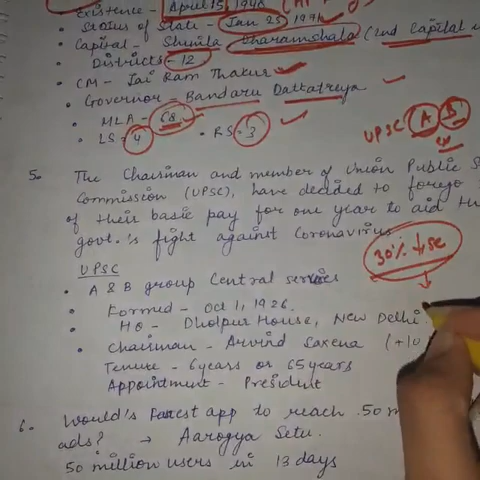 Existence - April 15, 1948
• Status of State - Jan 25 1971
• Capital - Shimla Dharamshala (2nd Capital
• Districts - 12
• CM - Jai Ram Thakur
• Governor - Bandaru Dattatreya
• MLA - 68
• LS - 4 • RS - 3
UPSC A B
5. The Chairman and member of Union Public S
Commission (UPSC), have decided to forego
of their basic pay for one year to aid th
govt.'s fight against Coronavirus
30% ↓se
UPSC
• A & B group Central services
• Formed - Oct 1, 1926.
• HQ - Dholpur House, New Delhi.
• Chairman - Arvind Saxena (+10
Tenure - 6years or 65years
Appointment - President
6. World's Fastest app to reach 50 m
ads? → Aarogya Setu.
50 million users in 13 days